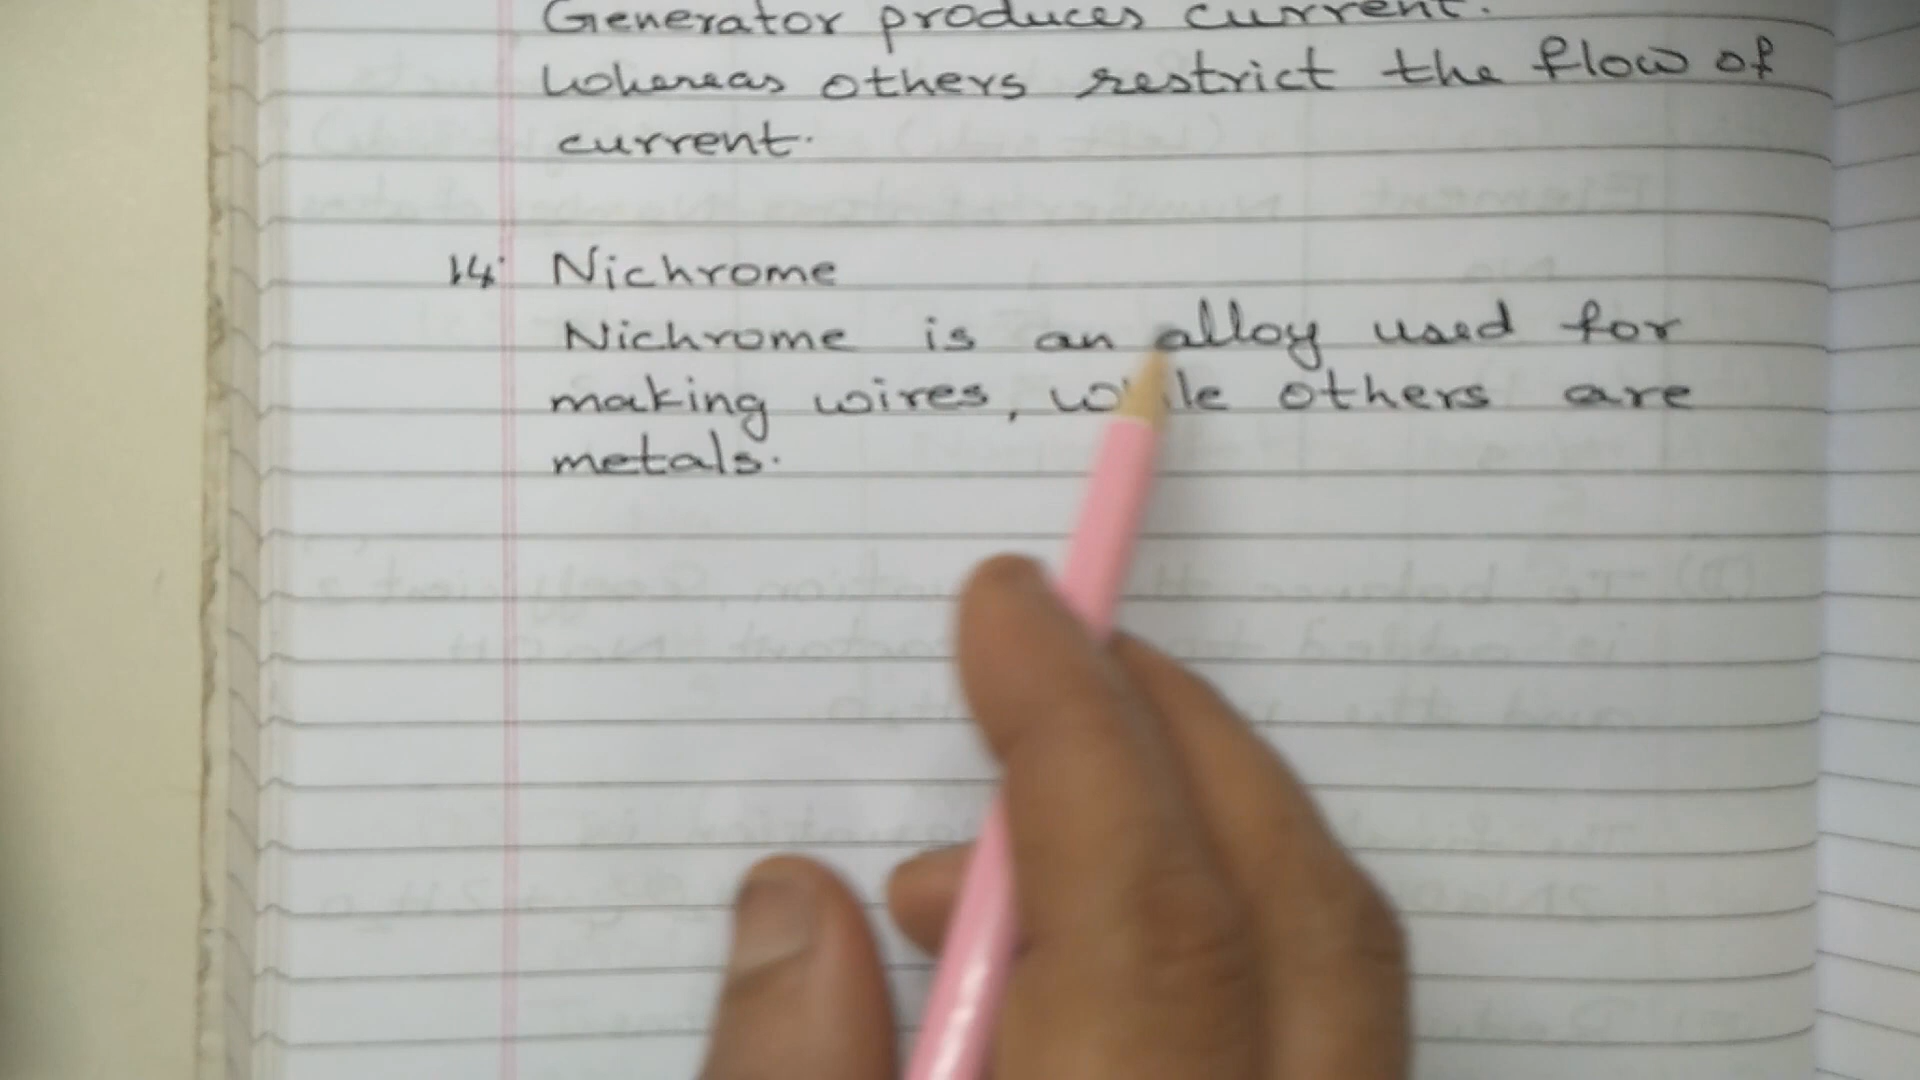 Generator produces current.
Whereas others restrict the flow of
current.
14. Nichrome
Nichrome is an alloy used for
making wires, while others are
metals.